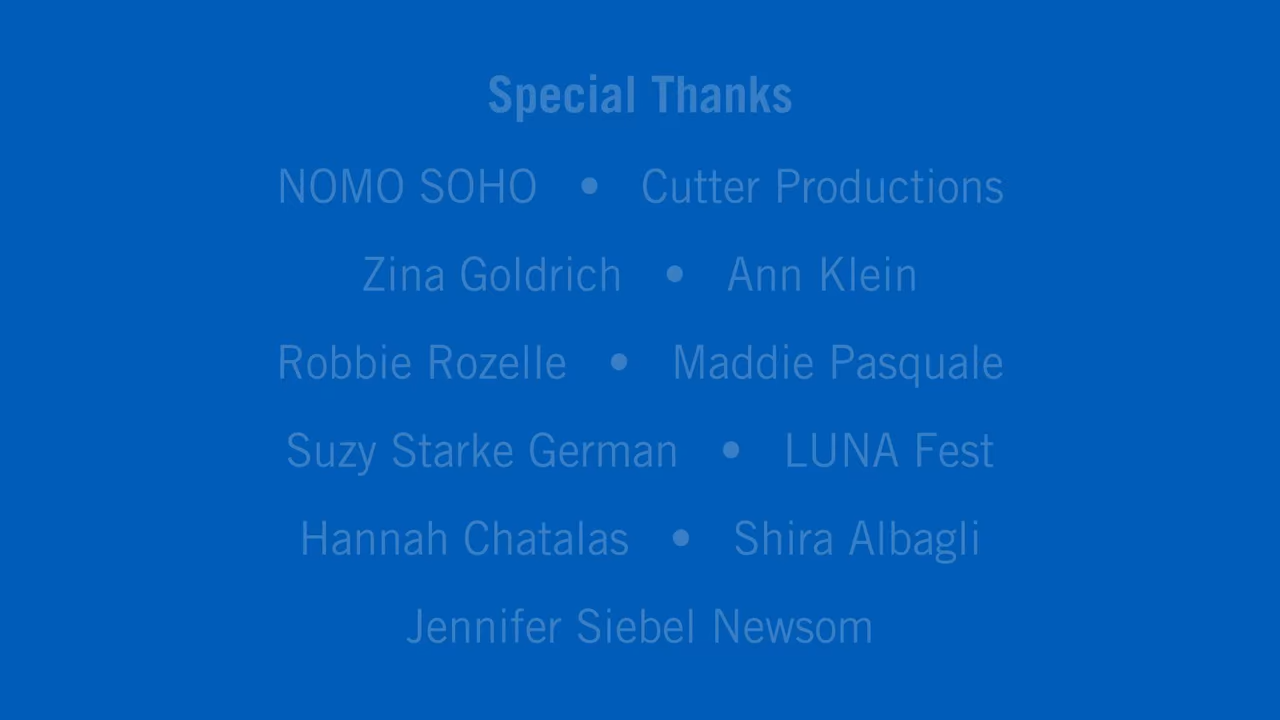 Special Thanks
NOMO SOHO • Cutter Productions
Zina Goldrich • Ann Klein
Robbie Rozelle • Maddie Pasquale
Suzy Starke German • LUNA Fest
Hannah Chatalas • Shira Albagli
Jennifer Siebel Newsom